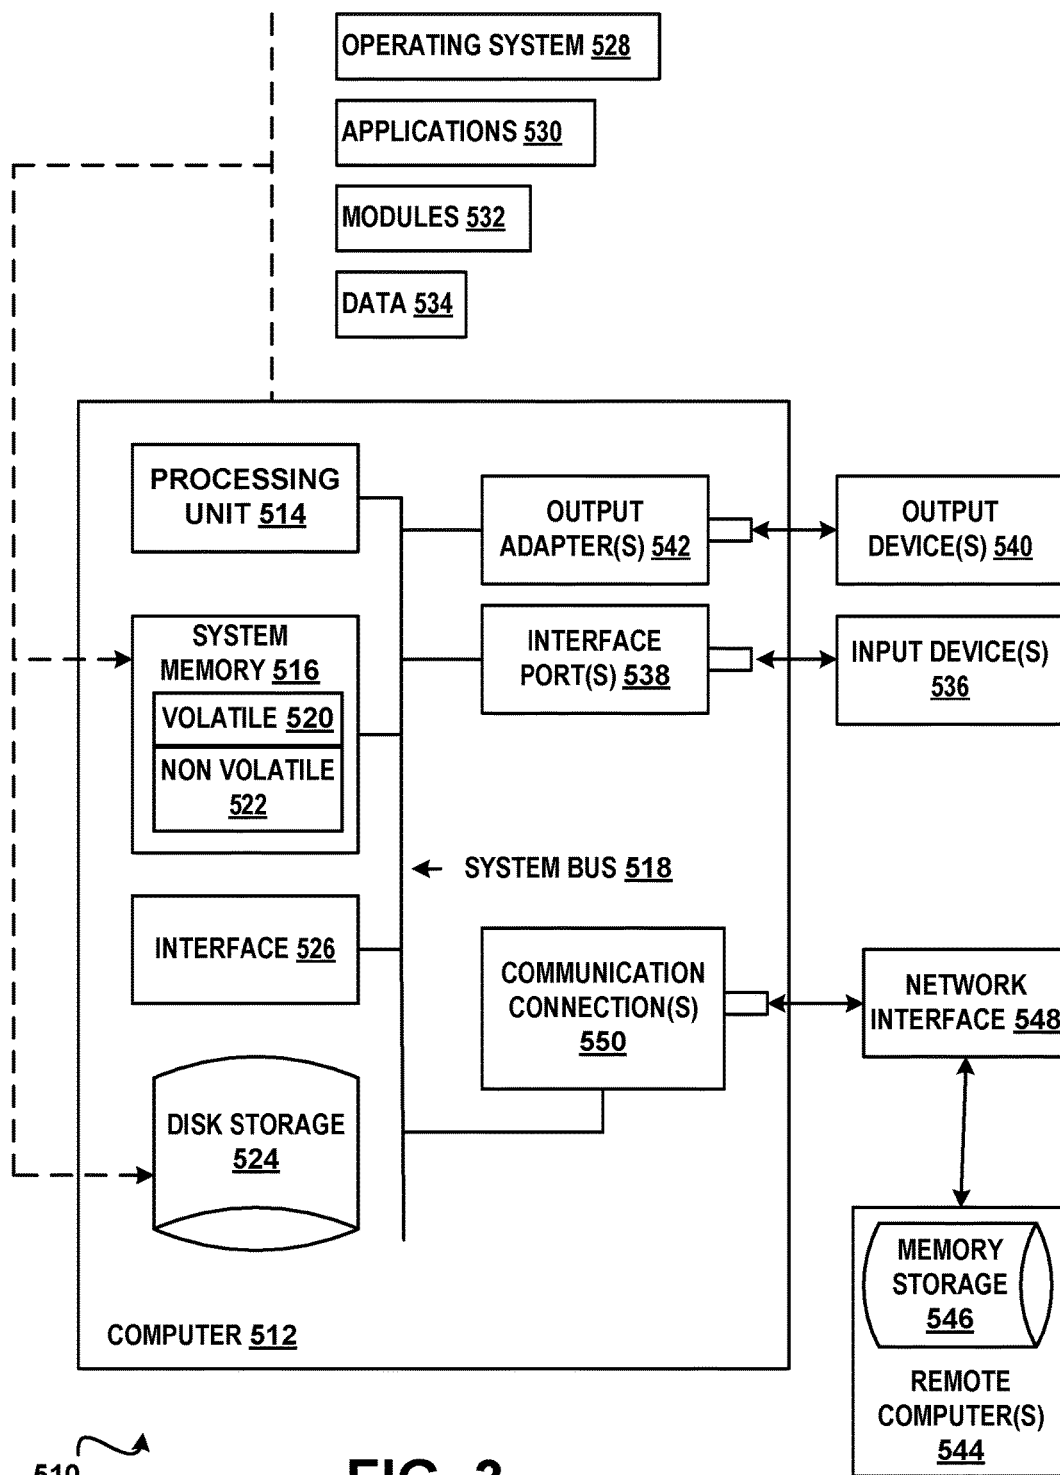 OPERATING SYSTEM 528
APPLICATIONS 530
MODULES 532
DATA 534
PROCESSING
UNIT 514
OUTPUT
ADAPTER(S) 542
OUTPUT
DEVICE(S) 540
SYSTEM
MEMORY 516
VOLATILE 520
NON VOLATILE
522
INTERFACE
PORT(S) 538
INPUT DEVICE(S)
536
SYSTEM BUS 518
INTERFACE 526
COMMUNICATION
CONNECTION(S)
550
NETWORK
INTERFACE 548
DISK STORAGE
524
MEMORY
STORAGE
546
REMOTE
COMPUTER(S)
544
COMPUTER 512
510